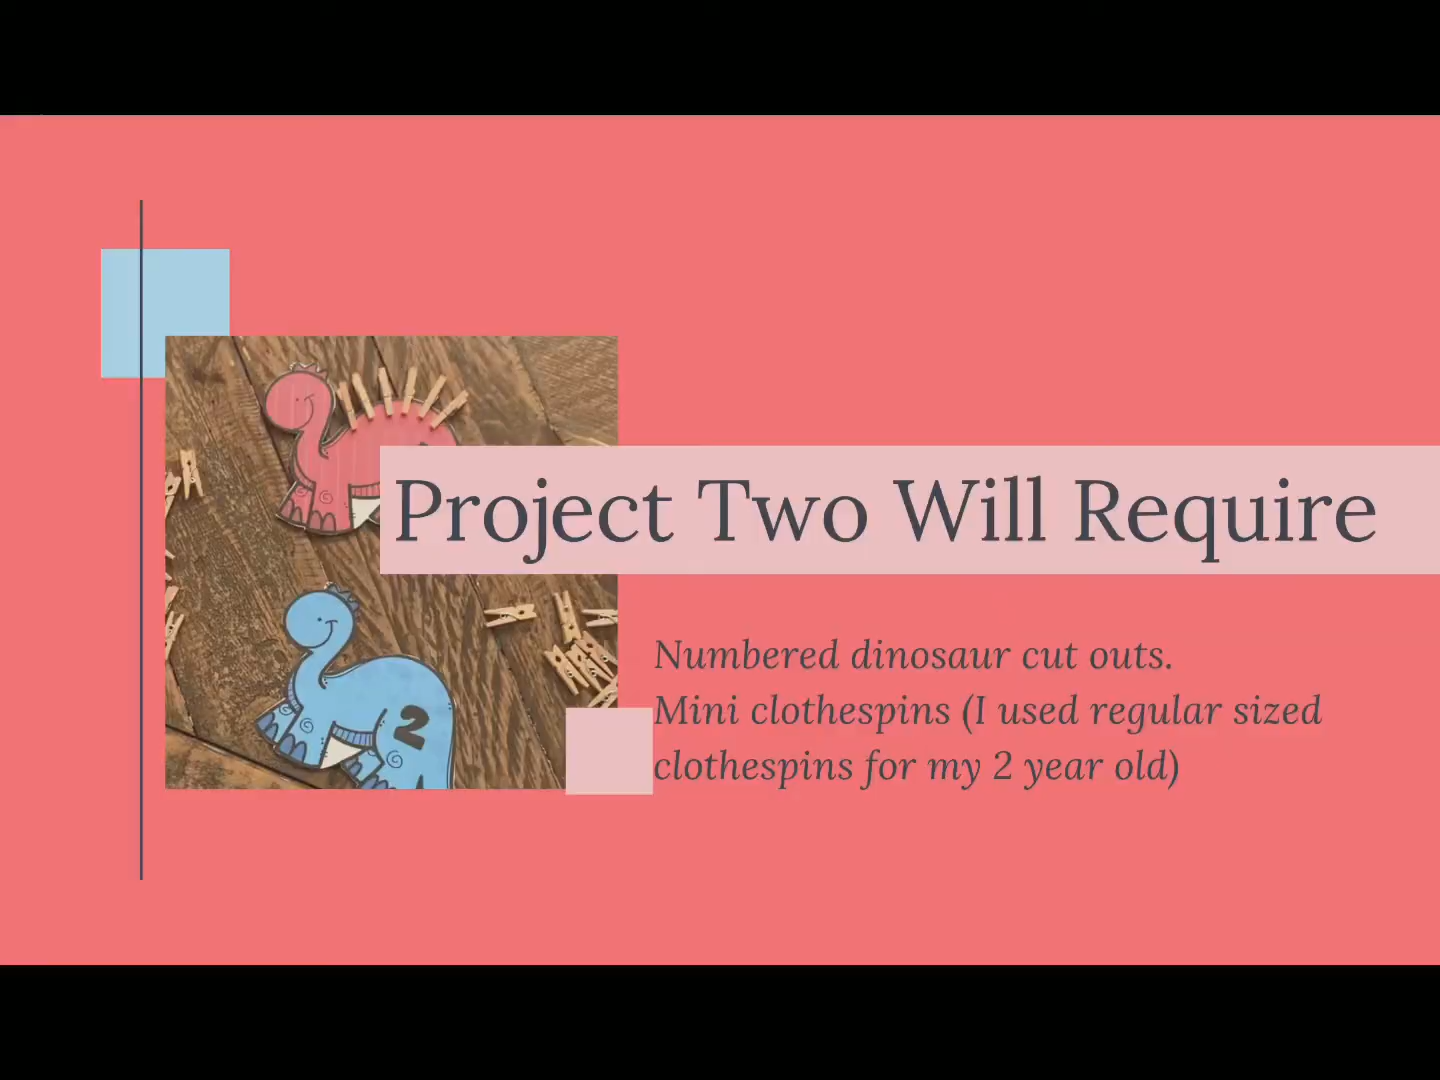 Project Two Will Require
Numbered dinosaur cut outs.
Mini clothespins (I used regular sized
clothespins for my 2 year old)
2